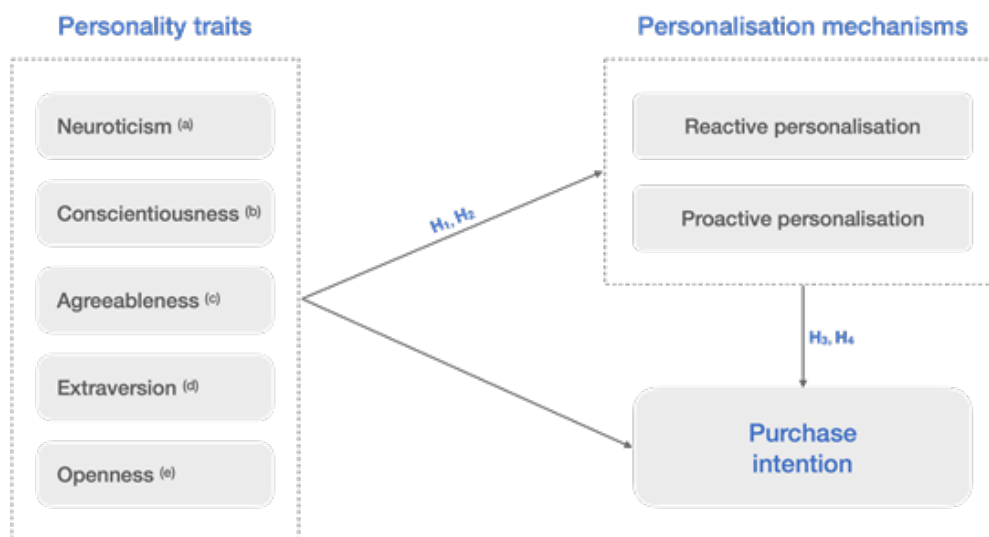 Personality traits
Neuroticism (a)
Conscientiousness (b)
Agreeableness (c)
Extraversion (d)
Openness (e)
H₁, H₂
Personalisation mechanisms
Reactive personalisation
Proactive personalisation
H₃, H₄
Purchase
intention